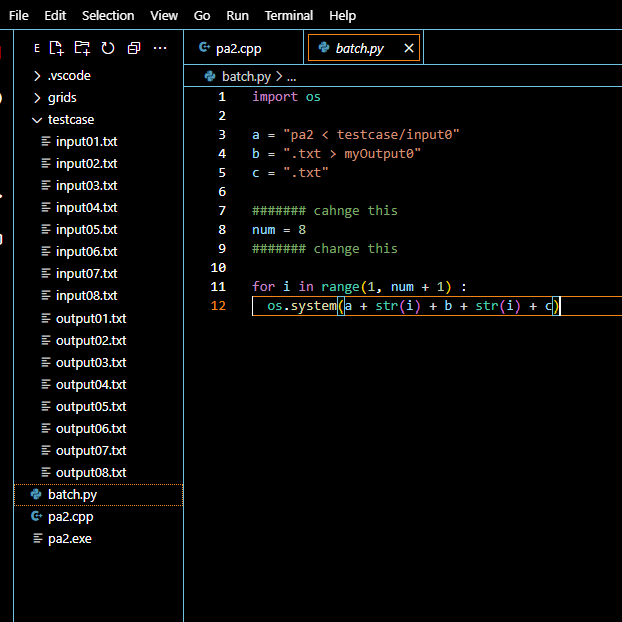 File Edit Selection View Go Run Terminal Help
E
.vscode
grids
testcase
input01.txt
input02.txt
input03.txt
input04.txt
input05.txt
input06.txt
input07.txt
input08.txt
output01.txt
output02.txt
output03.txt
output04.txt
output05.txt
output06.txt
output07.txt
output08.txt
batch.py
pa2.cpp
pa2.exe
pa2.cpp batch.py
batch.py > ...
1 import os
2
3 a = "pa2 < testcase/input0"
4 b = ".txt > myOutput0"
5 c = ".txt"
6
7 ####### cahnge this
8 num = 8
9 ####### change this
10
11 for i in range(1, num + 1) :
12 os.system(a + str(i) + b + str(i) + c)